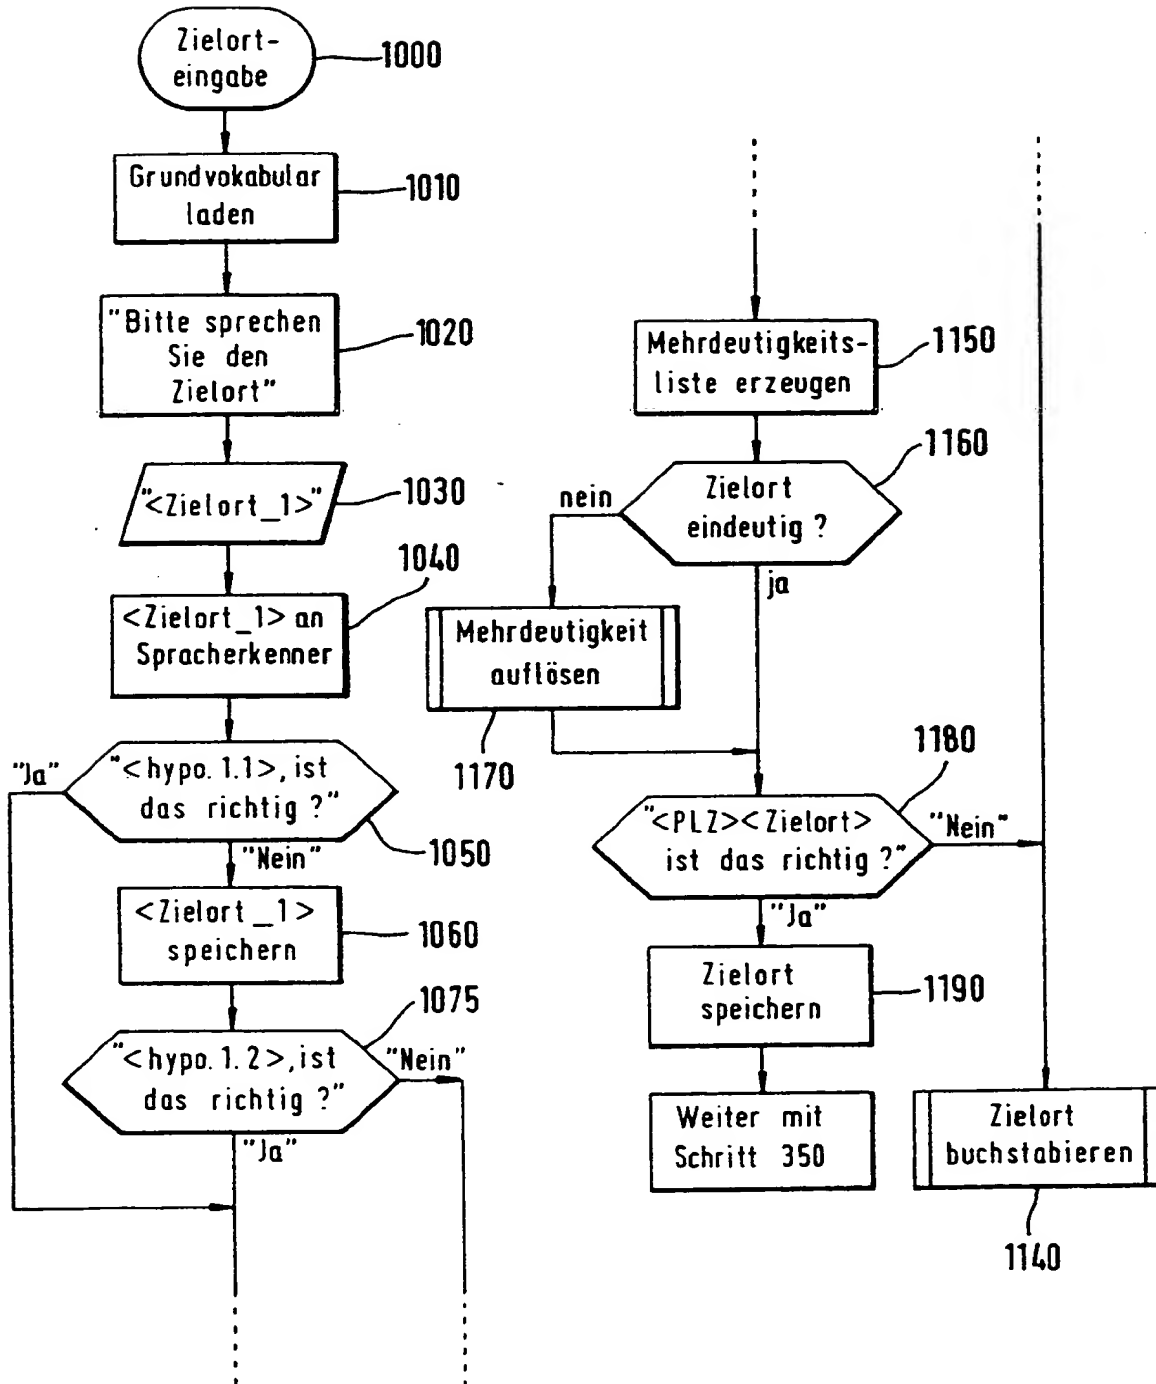 Zielort-
eingabe
1000
Grundvokabular
laden
1010
"Bitte sprechen
Sie den
Zielort"
1020
"<Zielort_1>"
1030
1040
<Zielort_1> an
Spracherkenner
"<hypo. 1.1>, ist
das richtig ?"
"Ja"
1050
"Nein"
<Zielort_1>
speichern
1060
1075
"<hypo. 1.2>, ist
das richtig ?"
"Nein"
"Ja"
Mehrdeutigkeits-
liste erzeugen
1150
1160
Zielort
eindeutig ?
nein
ja
Mehrdeutigkeit
auflösen
1170
1180
"<PLZ><Zielort>
ist das richtig ?"
"Nein"
"Ja"
Zielort
speichern
1190
Weiter mit
Schritt 350
Zielort
buchstabieren
1140